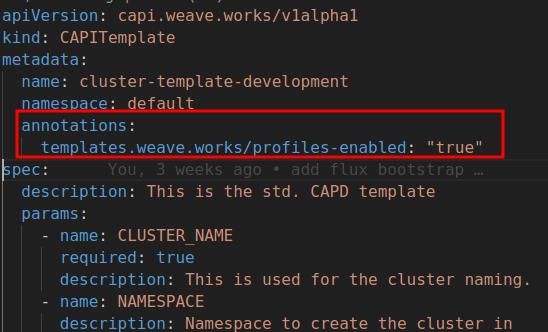 apiVersion: capi.weave.works/v1alpha1
kind: CAPITemplate
metadata:
  name: cluster-template-development
  namespace: default
  annotations:
    templates.weave.works/profiles-enabled: "true"
spec:     You, 3 weeks ago • add flux bootstrap …
  description: This is the std. CAPD template
  params:
    - name: CLUSTER_NAME
      required: true
      description: This is used for the cluster naming.
    - name: NAMESPACE
      description: Namespace to create the cluster in